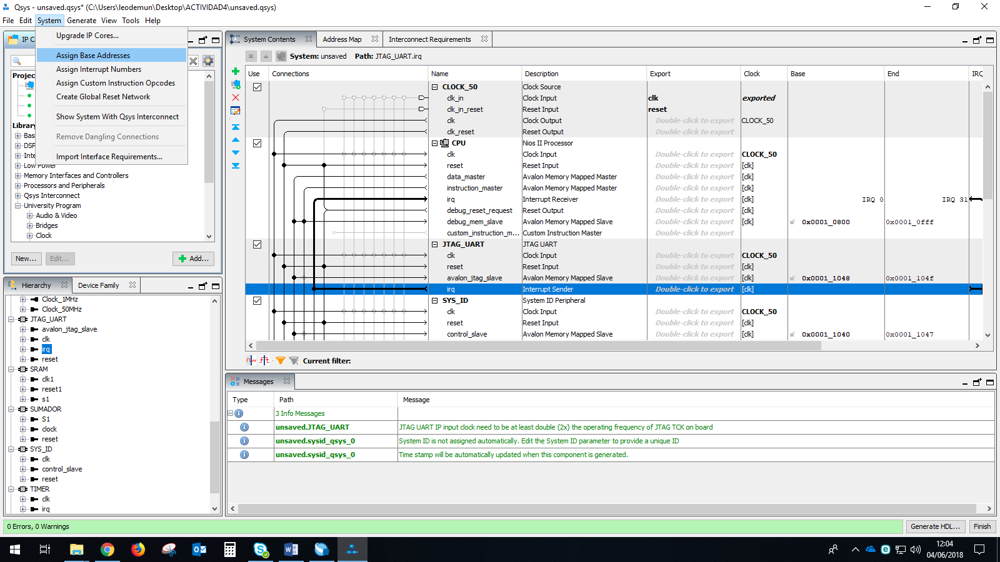 Qsys - unsaved.qsys* (C:\Users\leodemun\Desktop\ACTIVIDAD4\unsaved.qsys)
File Edit System Generate View Tools Help
Upgrade IP Cores...
Assign Base Addresses
Assign Interrupt Numbers
Assign Custom Instruction Opcodes
Create Global Reset Network
Show System With Qsys Interconnect
Remove Dangling Connections
Import Interface Requirements...
IP C
Projec
Library
Bas
DSP
Inte
Low Power
Memory Interfaces and Controllers
Processors and Peripherals
Qsys Interconnect
University Program
Audio & Video
Bridges
Clock
New... Edit... Add...
Hierarchy Device Family
Clock_1MHz
Clock_50MHz
JTAG_UART
avalon_jtag_slave
clk
irq
reset
SRAM
clk1
reset1
s1
SUMADOR
S1
clock
reset
SYS_ID
clk
control_slave
reset
TIMER
clk
irq
System Contents Address Map Interconnect Requirements
System: unsaved Path: JTAG_UART.irq
Use Connections Name Description Export Clock Base End IRQ
CLOCK_50 Clock Source
clk_in Clock Input clk exported
clk_in_reset Reset Input reset
clk Clock Output Double-click to export CLOCK_50
clk_reset Reset Output Double-click to export
CPU Nios II Processor
clk Clock Input Double-click to export CLOCK_50
reset Reset Input Double-click to export [clk]
data_master Avalon Memory Mapped Master Double-click to export [clk]
instruction_master Avalon Memory Mapped Master Double-click to export [clk]
irq Interrupt Receiver Double-click to export [clk] IRQ 0 IRQ 31
debug_reset_request Reset Output Double-click to export [clk]
debug_mem_slave Avalon Memory Mapped Slave Double-click to export [clk] 0x0001_0800 0x0001_0fff
custom_instruction_m... Custom Instruction Master Double-click to export
JTAG_UART JTAG UART
clk Clock Input Double-click to export CLOCK_50
reset Reset Input Double-click to export [clk]
avalon_jtag_slave Avalon Memory Mapped Slave Double-click to export [clk] 0x0001_1048 0x0001_104f
irq Interrupt Sender Double-click to export [clk]
SYS_ID System ID Peripheral
clk Clock Input Double-click to export CLOCK_50
reset Reset Input Double-click to export [clk]
control_slave Avalon Memory Mapped Slave Double-click to export [clk] 0x0001_1040 0x0001_1047
Current filter:
Messages
Type Path Message
3 Info Messages
unsaved.JTAG_UART JTAG UART IP input clock need to be at least double (2x) the operating frequency of JTAG TCK on board
unsaved.sysid_qsys_0 System ID is not assigned automatically. Edit the System ID parameter to provide a unique ID
unsaved.sysid_qsys_0 Time stamp will be automatically updated when this component is generated.
0 Errors, 0 Warnings Generate HDL... Finish
12:04
04/06/2018